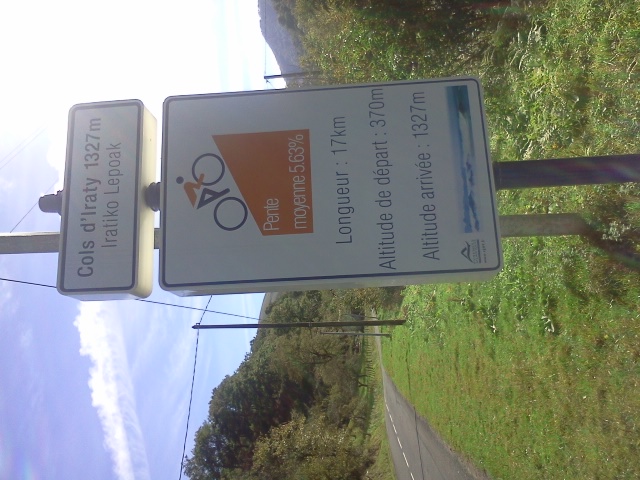 Cols d'Iraty 1327m
Iratiko Lepoak
Pente
moyenne 5.63%
Longueur : 17km
Altitude de départ : 370m
Altitude arrivée : 1327m